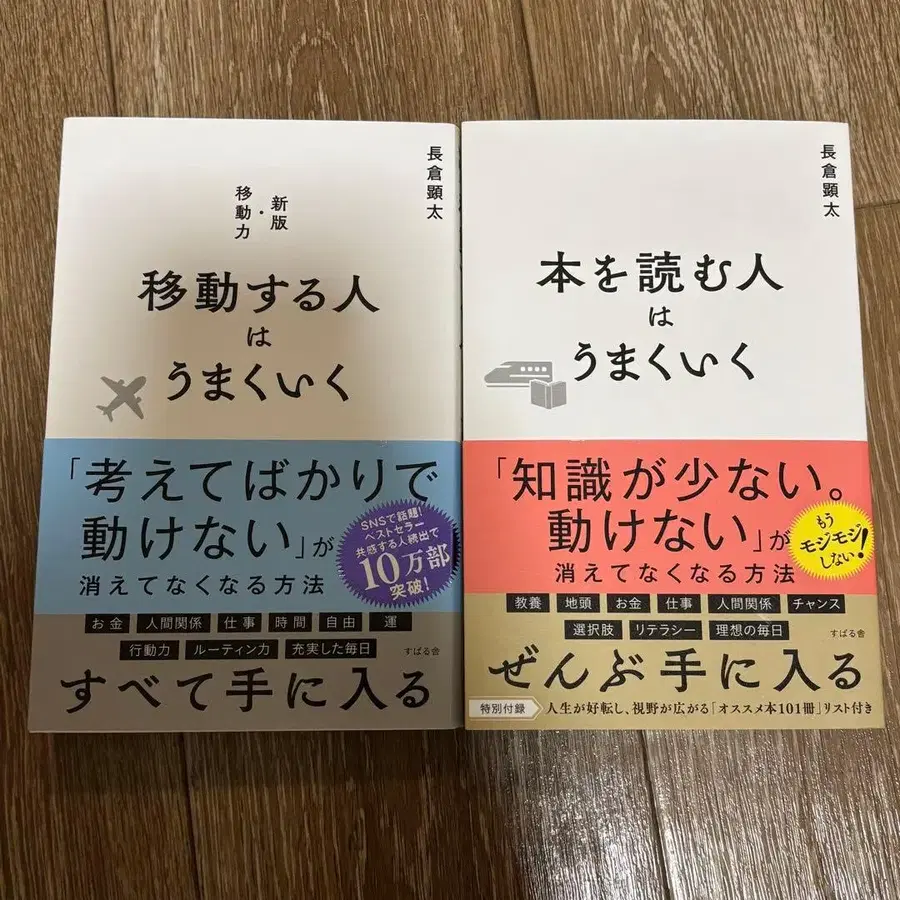 長倉顕太
新版・
移動力
移動する人
は
うまくいく
「考えてばかりで
動けない」が
消えてなくなる方法
SNSで話題!
ベストセラー
共感する人続出で
10万部
突破!
お金 人間関係 仕事 時間 自由 運
行動力 ルーティン力 充実した毎日
すべて手に入る
長倉顕太
本を読む人
は
うまくいく
「知識が少ない。
動けない」が
消えてなくなる方法
もう
モジモジ
しない!
教養 地頭 お金 仕事 人間関係 チャンス
選択肢 リテラシー 理想の毎日
すばる舎
ぜんぶ手に入る
特別付録 人生が好転し、視野が広がる「オススメ本101冊」リスト付き
すばる舎